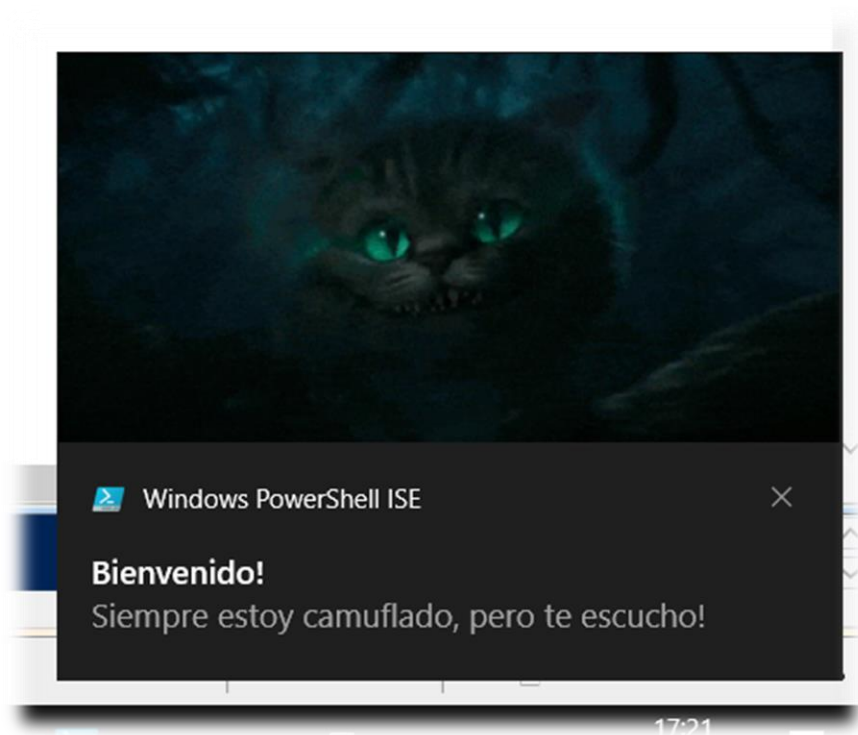 Windows PowerShell ISE
Bienvenido!
Siempre estoy camuflado, pero te escucho!
17:21